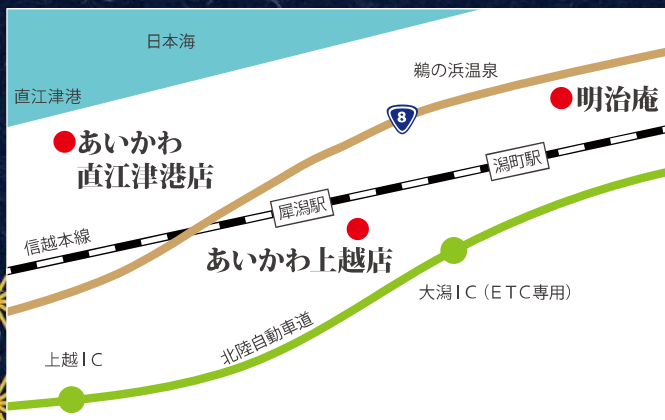 日本海
鵜の浜温泉
直江津港
明治庵
8
あいかわ
直江津港店
潟町駅
犀潟駅
信越本線
あいかわ上越店
大潟IC（ETC専用）
北陸自動車道
上越IC